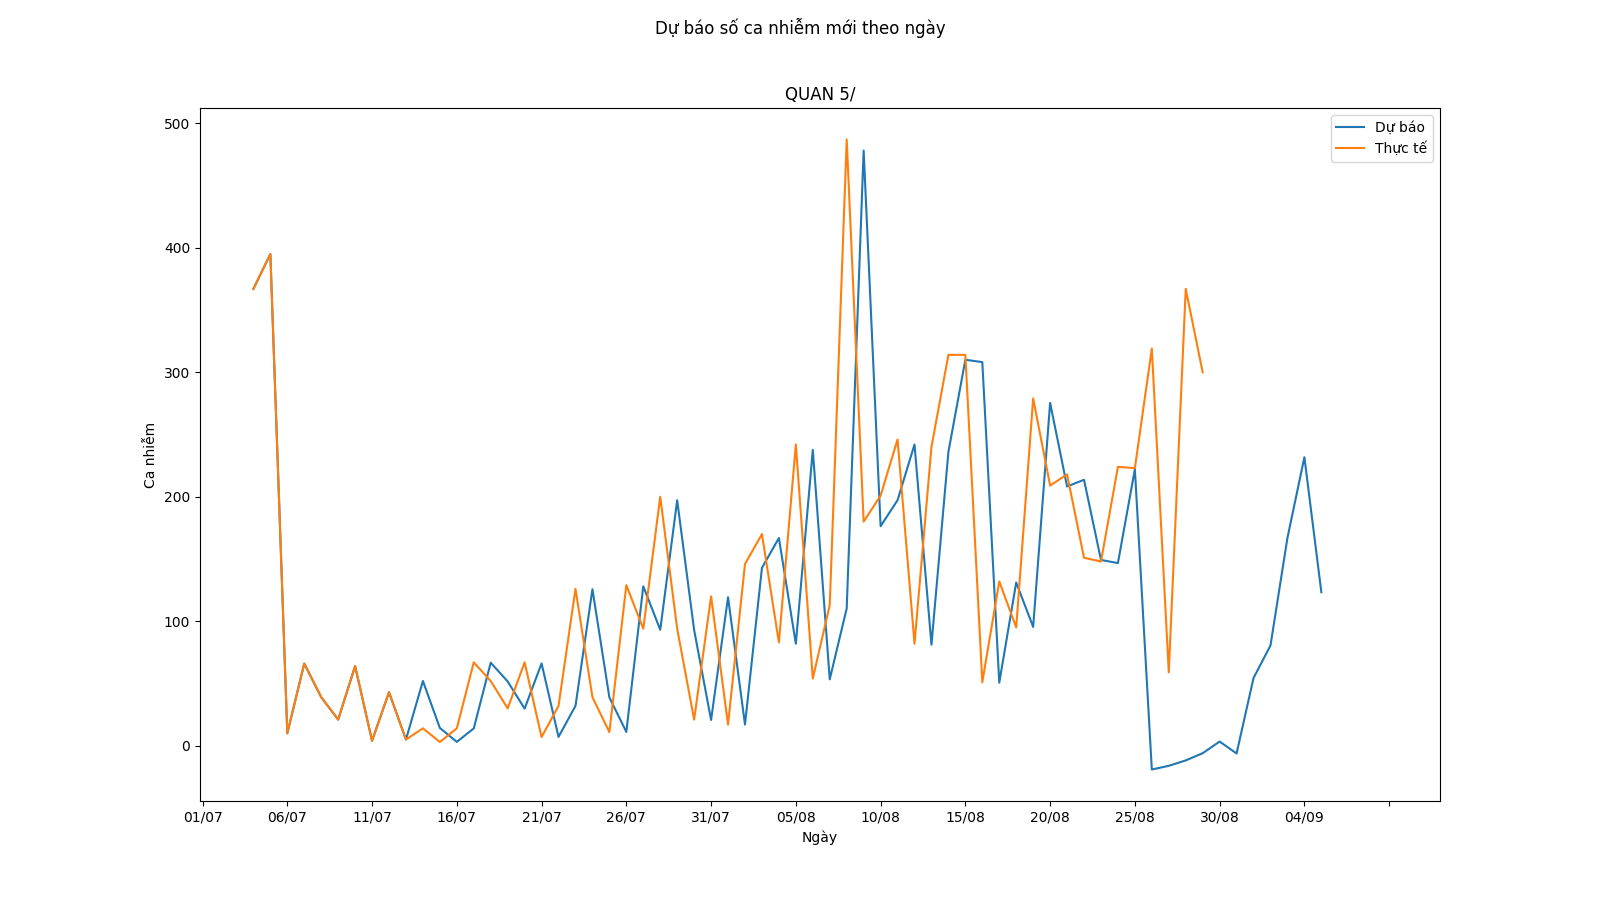 Dự báo số ca nhiễm mới theo ngày
QUAN 5/
Dự báo
Thực tế
500
400
300
200
100
0
Ca nhiễm
01/07 06/07 11/07 16/07 21/07 26/07 31/07 05/08 10/08 15/08 20/08 25/08 30/08 04/09
Ngày